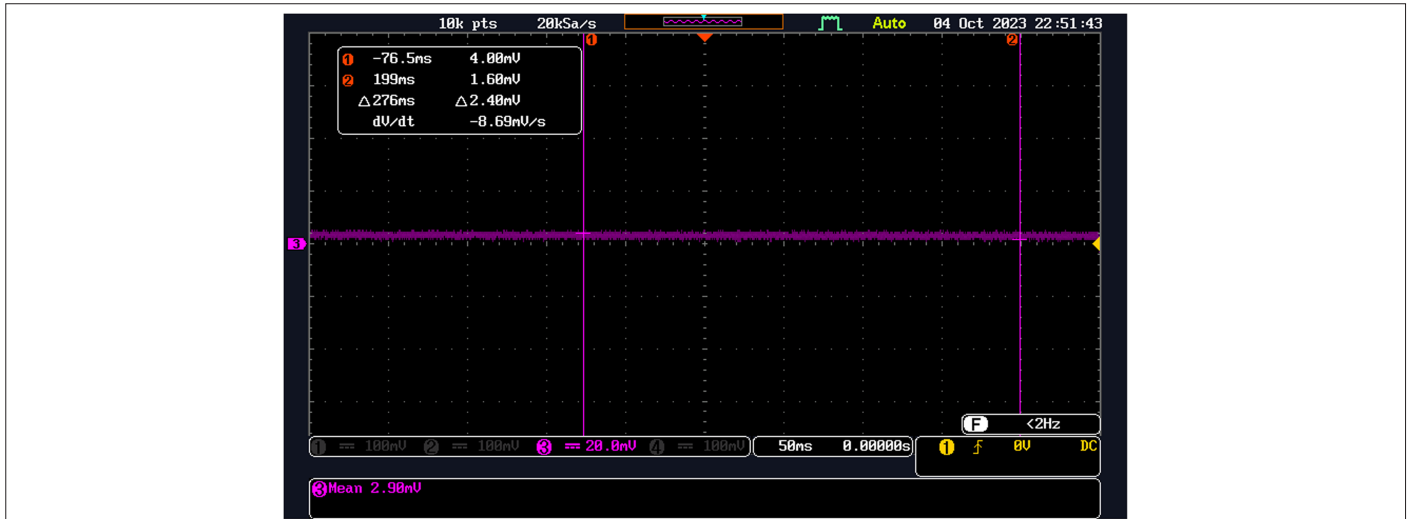 10k pts 20kSa/s Auto 04 Oct 2023 22:51:43
1 2
1 -76.5ms 4.00mV
2 199ms 1.60mV
△276ms △2.40mV
dV/dt -8.69mV/s
3
F <2Hz
1 100mV 2 100mV 3 20.0mV 4 100mV 50ms 0.00000s 1 0V DC
3 Mean 2.90mV